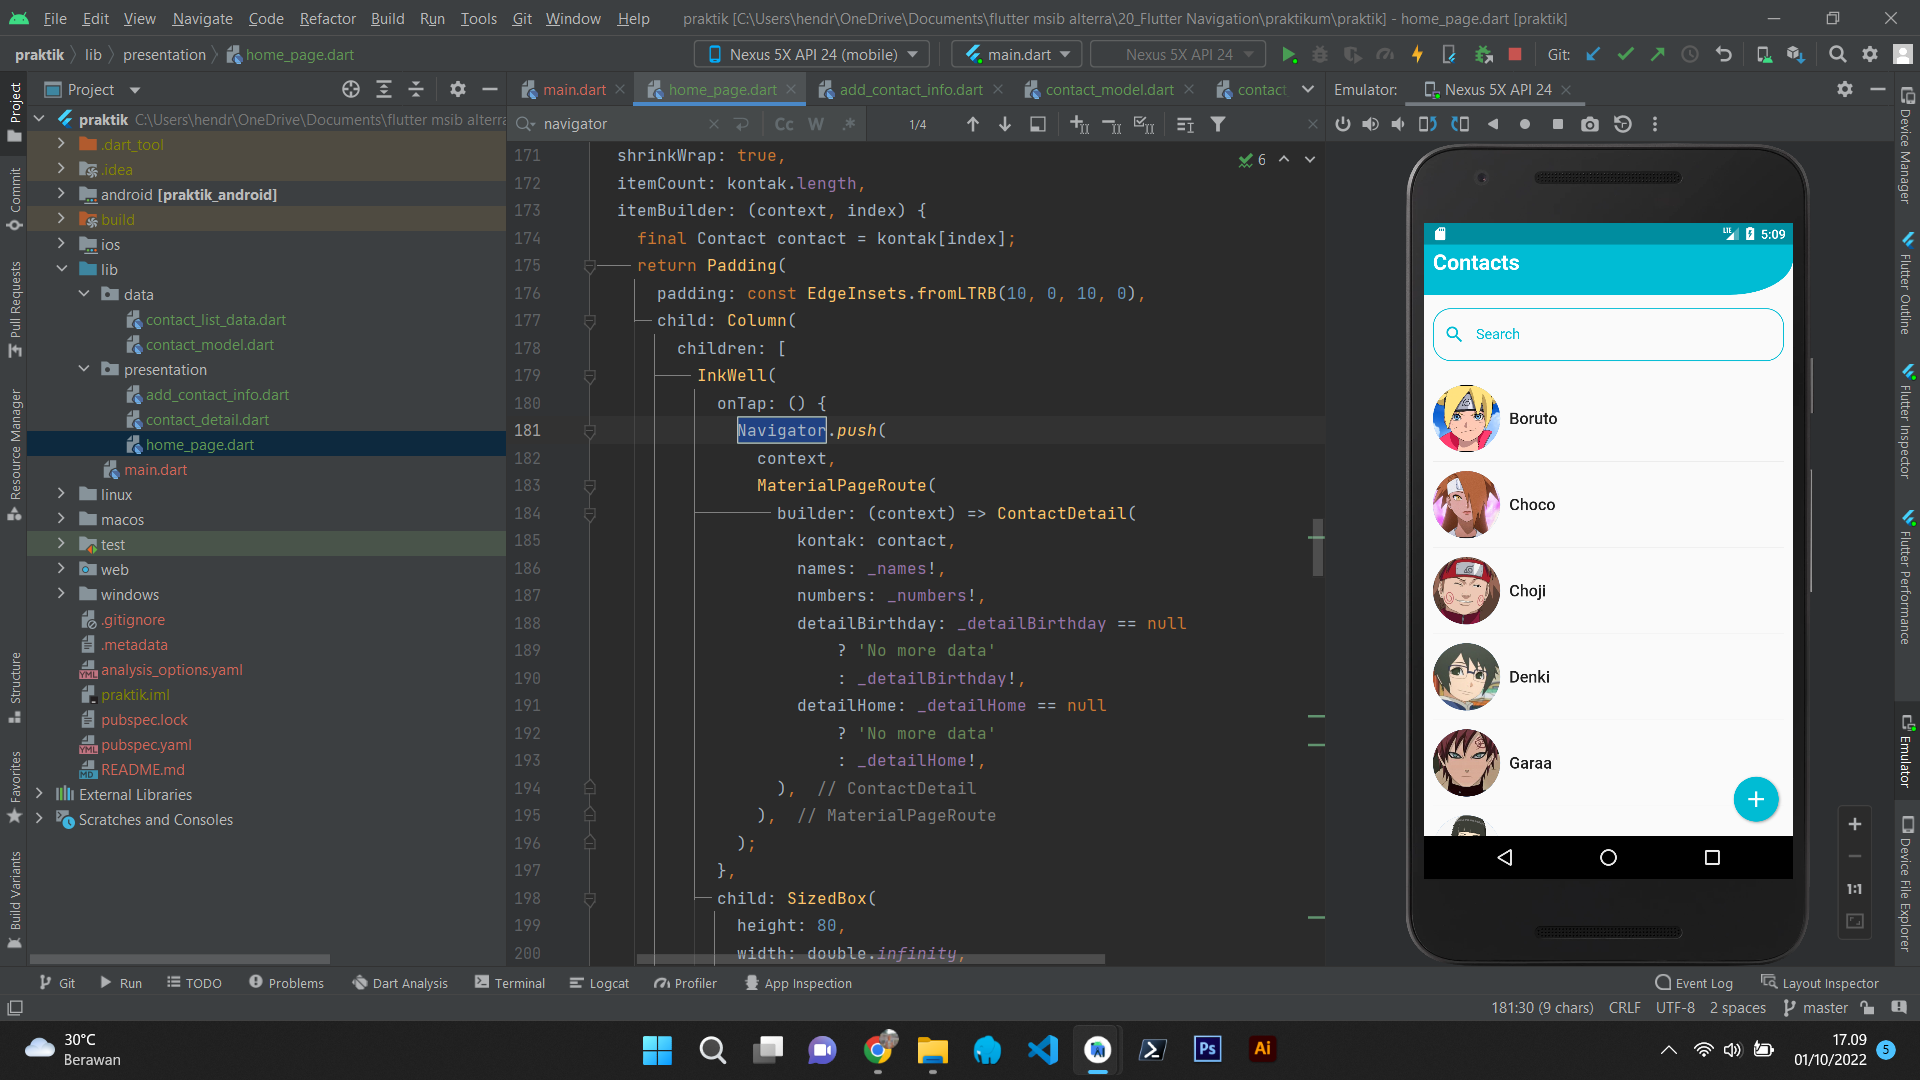 File Edit View Navigate Code Refactor Build Run Tools Git Window Help praktik [C:\Users\hendr\OneDrive\Documents\flutter msib alterra\20_Flutter Navigation\praktikum\praktik] - home_page.dart [praktik]
praktik lib presentation home_page.dart Nexus 5X API 24 (mobile) main.dart Nexus 5X API 24 Git:
Project main.dart home_page.dart add_contact_info.dart contact_model.dart contact Emulator: Nexus 5X API 24
navigator Cc W .* 1/4
praktik C:\Users\hendr\OneDrive\Documents\flutter msib alterra
.dart_tool
.idea
android [praktik_android]
build
ios
lib
data
contact_list_data.dart
contact_model.dart
presentation
add_contact_info.dart
contact_detail.dart
home_page.dart
main.dart
linux
macos
test
web
windows
.gitignore
.metadata
analysis_options.yaml
praktik.iml
pubspec.lock
pubspec.yaml
README.md
External Libraries
Scratches and Consoles
Project
Commit
Pull Requests
Resource Manager
Structure
Favorites
Build Variants
6
171 shrinkWrap: true,
172 itemCount: kontak.length,
173 itemBuilder: (context, index) {
174 final Contact contact = kontak[index];
175 return Padding(
176 padding: const EdgeInsets.fromLTRB(10, 0, 10, 0),
177 child: Column(
178 children: [
179 InkWell(
180 onTap: () {
181 Navigator.push(
182 context,
183 MaterialPageRoute(
184 builder: (context) => ContactDetail(
185 kontak: contact,
186 names: _names!,
187 numbers: _numbers!,
188 detailBirthday: _detailBirthday == null
189 ? 'No more data'
190 : _detailBirthday!,
191 detailHome: _detailHome == null
192 ? 'No more data'
193 : _detailHome!,
194 ), // ContactDetail
195 ), // MaterialPageRoute
196 );
197 },
198 child: SizedBox(
199 height: 80,
200 width: double.infinity,
LTE 5:09
Contacts
Search
Boruto
Choco
Choji
Denki
Garaa
1:1
Device Manager
Flutter Outline
Flutter Inspector
Flutter Performance
Emulator
Device File Explorer
Git Run TODO Problems Dart Analysis Terminal Logcat Profiler App Inspection Event Log Layout Inspector
181:30 (9 chars) CRLF UTF-8 2 spaces master
30°C
Berawan
Ps Ai
17.09
01/10/2022
5